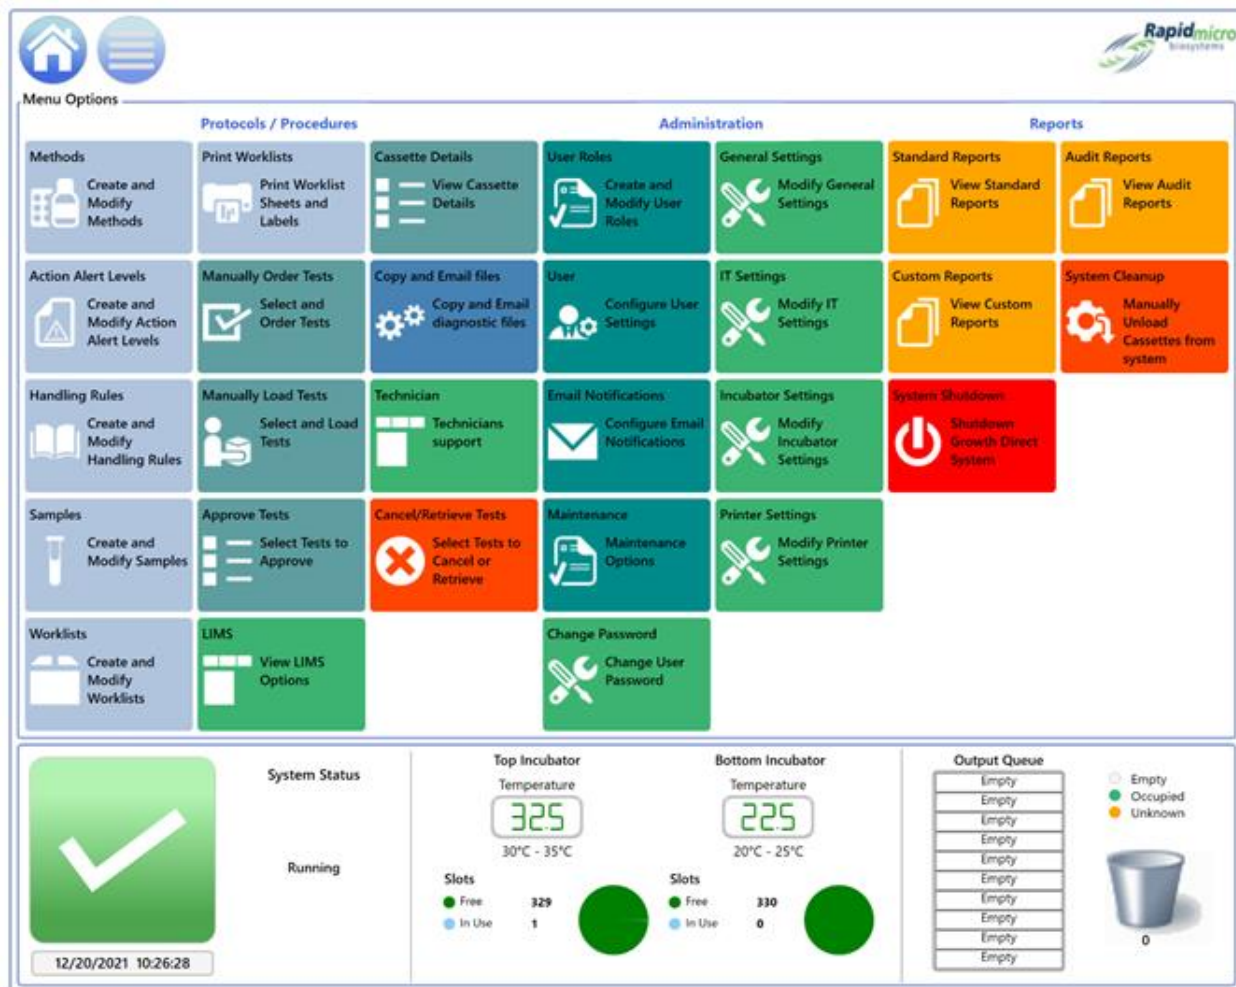 Rapidmicro
biosystems
Menu Options
Protocols / Procedures
Administration
Reports
Methods
Create and
Modify
Methods
Print Worklists
Print Worklist
Sheets and
Labels
Cassette Details
View Cassette
Details
User Roles
Create and
Modify User
Roles
General Settings
Modify General
Settings
Standard Reports
View Standard
Reports
Audit Reports
View Audit
Reports
Action Alert Levels
Create and
Modify Action
Alert Levels
Manually Order Tests
Select and
Order Tests
Copy and Email files
Copy and Email
diagnostic files
User
Configure User
Settings
IT Settings
Modify IT
Settings
Custom Reports
View Custom
Reports
System Cleanup
Manually
Unload
Cassettes from
system
Handling Rules
Create and
Modify
Handling Rules
Manually Load Tests
Select and Load
Tests
Technician
Technicians
support
Email Notifications
Configure Email
Notifications
Incubator Settings
Modify
Incubator
Settings
System Shutdown
Shutdown
Growth Direct
System
Samples
Create and
Modify Samples
Approve Tests
Select Tests to
Approve
Cancel/Retrieve Tests
Select Tests to
Cancel or
Retrieve
Maintenance
Maintenance
Options
Printer Settings
Modify Printer
Settings
Worklists
Create and
Modify
Worklists
LIMS
View LIMS
Options
Change Password
Change User
Password
System Status
Running
12/20/2021 10:26:28
Top Incubator
Temperature
32.5
30°C - 35°C
Slots
Free 329
In Use 1
Bottom Incubator
Temperature
22.5
20°C - 25°C
Slots
Free 330
In Use 0
Output Queue
Empty
Empty
Empty
Empty
Empty
Empty
Empty
Empty
Empty
Empty
Empty
Occupied
Unknown
0